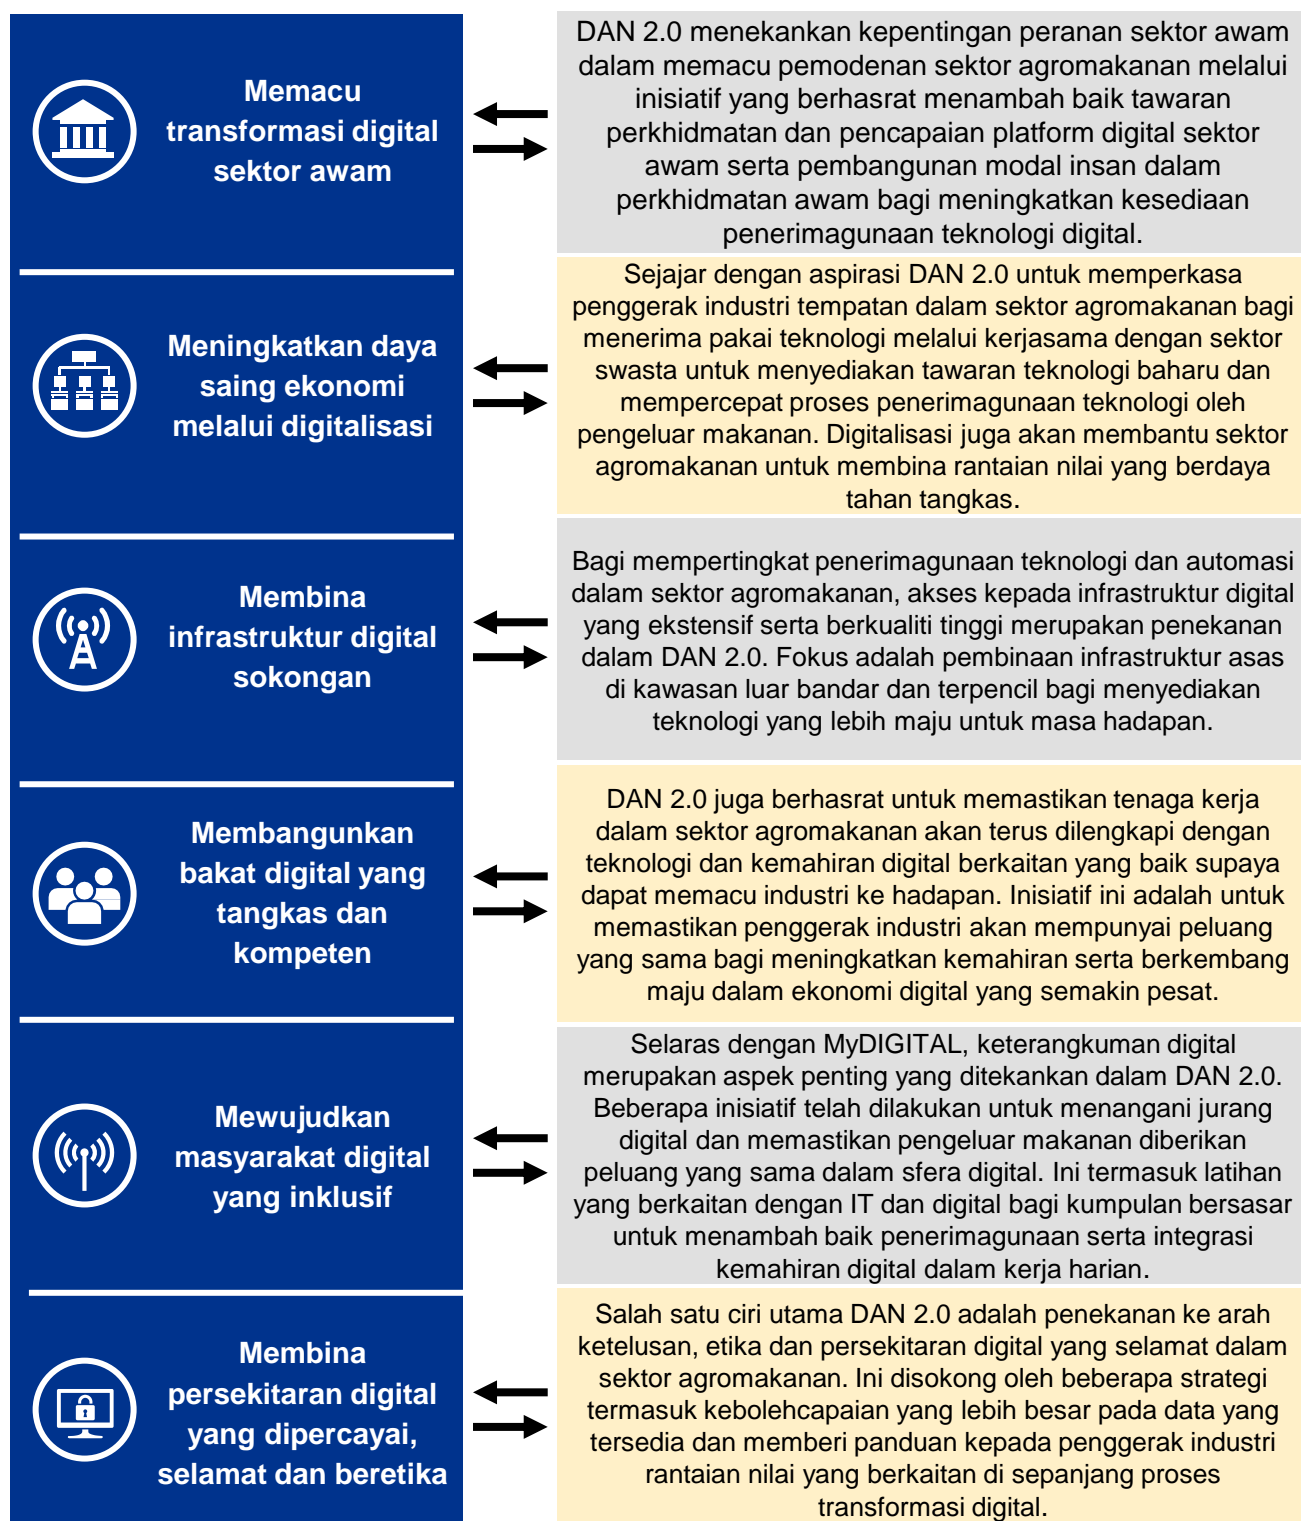 Memacu
transformasi digital
sektor awam
DAN 2.0 menekankan kepentingan peranan sektor awam
dalam memacu pemodenan sektor agromakanan melalui
inisiatif yang berhasrat menambah baik tawaran
perkhidmatan dan pencapaian platform digital sektor
awam serta pembangunan modal insan dalam
perkhidmatan awam bagi meningkatkan kesediaan
penerimagunaan teknologi digital.
Meningkatkan daya
saing ekonomi
melalui digitalisasi
Sejajar dengan aspirasi DAN 2.0 untuk memperkasa
penggerak industri tempatan dalam sektor agromakanan bagi
menerima pakai teknologi melalui kerjasama dengan sektor
swasta untuk menyediakan tawaran teknologi baharu dan
mempercepat proses penerimagunaan teknologi oleh
pengeluar makanan. Digitalisasi juga akan membantu sektor
agromakanan untuk membina rantaian nilai yang berdaya
tahan tangkas.
Membina
infrastruktur digital
sokongan
Bagi mempertingkat penerimagunaan teknologi dan automasi
dalam sektor agromakanan, akses kepada infrastruktur digital
yang ekstensif serta berkualiti tinggi merupakan penekanan
dalam DAN 2.0. Fokus adalah pembinaan infrastruktur asas
di kawasan luar bandar dan terpencil bagi menyediakan
teknologi yang lebih maju untuk masa hadapan.
Membangunkan
bakat digital yang
tangkas dan
kompeten
DAN 2.0 juga berhasrat untuk memastikan tenaga kerja
dalam sektor agromakanan akan terus dilengkapi dengan
teknologi dan kemahiran digital berkaitan yang baik supaya
dapat memacu industri ke hadapan. Inisiatif ini adalah untuk
memastikan penggerak industri akan mempunyai peluang
yang sama bagi meningkatkan kemahiran serta berkembang
maju dalam ekonomi digital yang semakin pesat.
Mewujudkan
masyarakat digital
yang inklusif
Selaras dengan MyDIGITAL, keterangkuman digital
merupakan aspek penting yang ditekankan dalam DAN 2.0.
Beberapa inisiatif telah dilakukan untuk menangani jurang
digital dan memastikan pengeluar makanan diberikan
peluang yang sama dalam sfera digital. Ini termasuk latihan
yang berkaitan dengan IT dan digital bagi kumpulan bersasar
untuk menambah baik penerimagunaan serta integrasi
kemahiran digital dalam kerja harian.
Membina
persekitaran digital
yang dipercayai,
selamat dan beretika
Salah satu ciri utama DAN 2.0 adalah penekanan ke arah
ketelusan, etika dan persekitaran digital yang selamat dalam
sektor agromakanan. Ini disokong oleh beberapa strategi
termasuk kebolehcapaian yang lebih besar pada data yang
tersedia dan memberi panduan kepada penggerak industri
rantaian nilai yang berkaitan di sepanjang proses
transformasi digital.